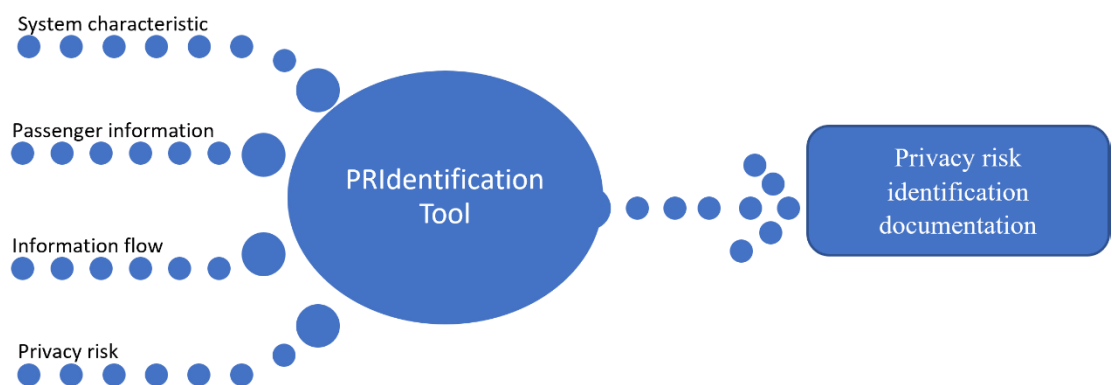 System characteristic
Passenger information
Information flow
Privacy risk
PRIdentification
Tool
Privacy risk
identification
documentation